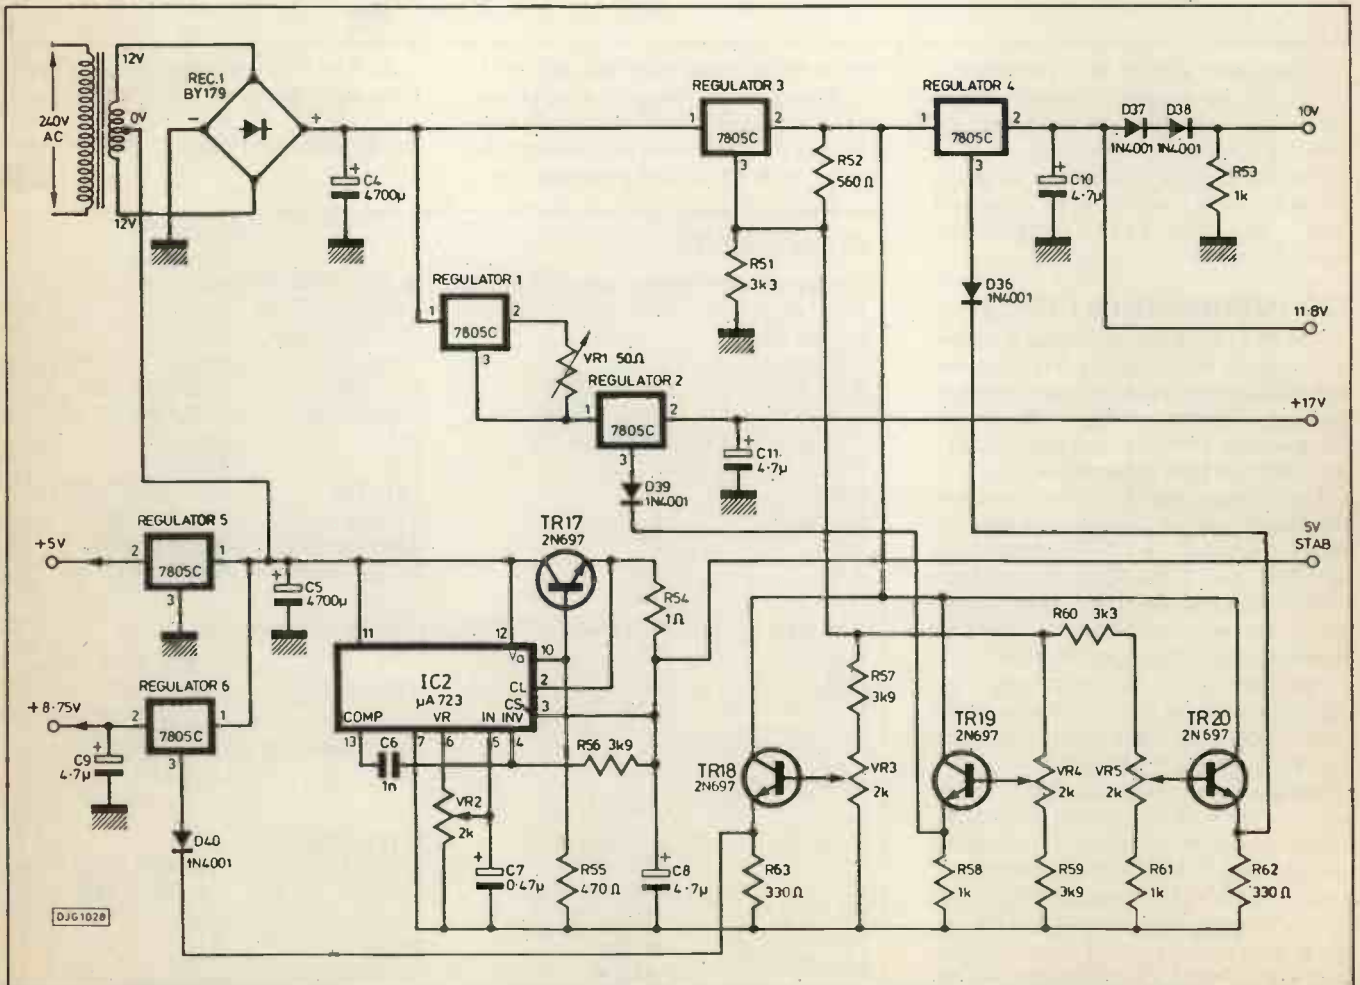 12V
REC.1
BY179
240V
AC
0V
–
+
12V
+
C4
4700µ
REGULATOR 3
1
7805C
2
3
R52
560Ω
R51
3k3
REGULATOR 4
1
7805C
2
3
+
C10
4·7µ
D37
1N4001
D38
1N4001
R53
1k
10V
D36
1N4001
11·8V
REGULATOR 1
1
7805C
2
3
VR1 50Ω
REGULATOR 2
1
7805C
2
3
+
C11
4·7µ
+17V
D39
1N4001
5V
STAB
REGULATOR 5
+5V
2
7805C
1
3
+
C5
4700µ
TR17
2N697
R54
1Ω
11
12
10
Vo
IC2
µA723
CL
2
CS
3
COMP
VR
IN
INV
13
7
6
5
4
C6
1n
R56 3k9
VR2
2k
+
C7
0·47µ
R55
470Ω
+
C8
4·7µ
REGULATOR 6
+8·75V
2
7805C
1
3
+
C9
4·7µ
D40
1N4001
R60 3k3
R57
3k9
TR18
2N697
VR3
2k
TR19
2N697
VR4
2k
VR5
2k
TR20
2N697
R63
330Ω
R58
1k
R59
3k9
R61
1k
R62
330Ω
DJG1028